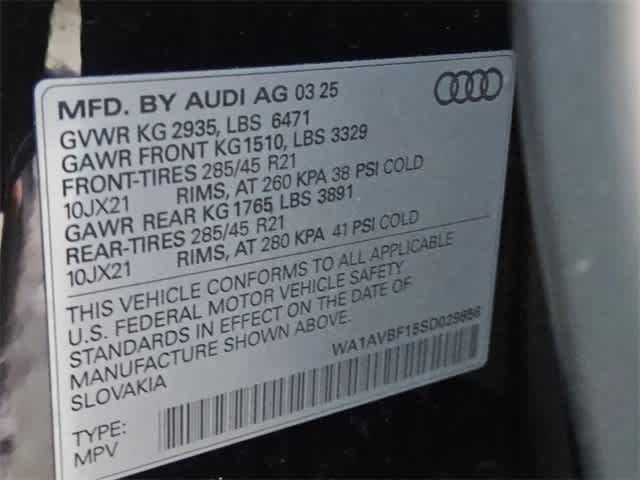 MFD. BY AUDI AG 03 25
GVWR KG 2935, LBS 6471
GAWR FRONT KG1510, LBS 3329
FRONT-TIRES 285/45 R21
10JX21 RIMS, AT 260 KPA 38 PSI COLD
GAWR REAR KG 1765 LBS 3891
REAR-TIRES 285/45 R21
10JX21 RIMS, AT 280 KPA 41 PSI COLD
THIS VEHICLE CONFORMS TO ALL APPLICABLE
U.S. FEDERAL MOTOR VEHICLE SAFETY
STANDARDS IN EFFECT ON THE DATE OF
MANUFACTURE SHOWN ABOVE.
SLOVAKIA
TYPE:
MPV